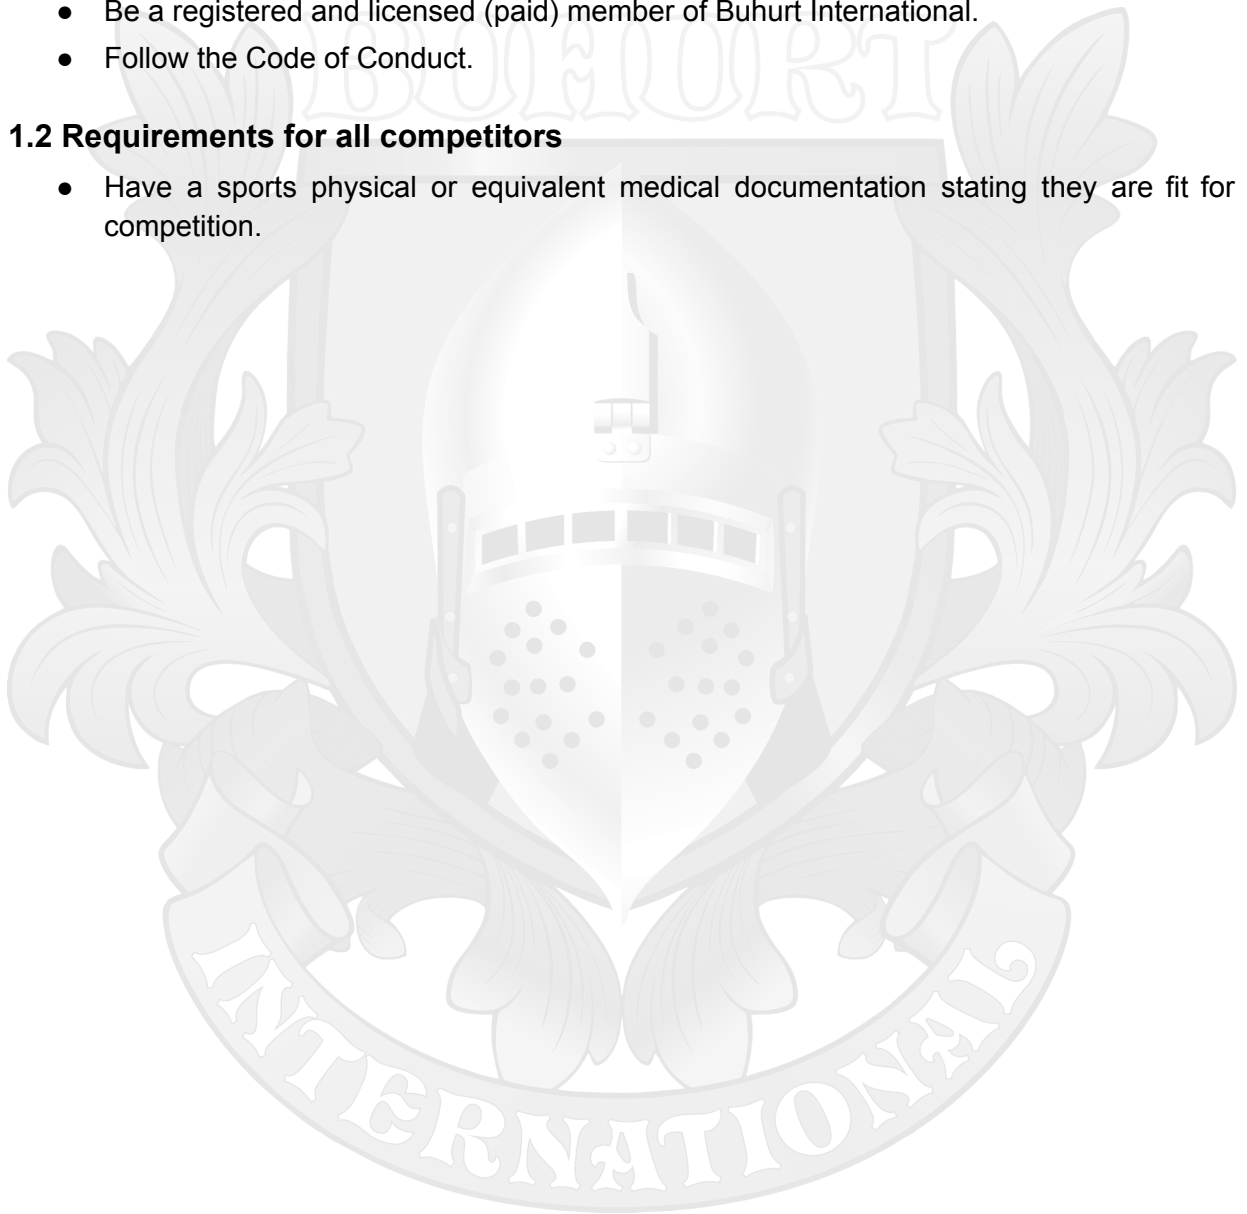 ● Be a registered and licensed (paid) member of Buhurt International.
● Follow the Code of Conduct.
1.2 Requirements for all competitors
● Have a sports physical or equivalent medical documentation stating they are fit for
competition.
BUHURT
INTERNATIONAL